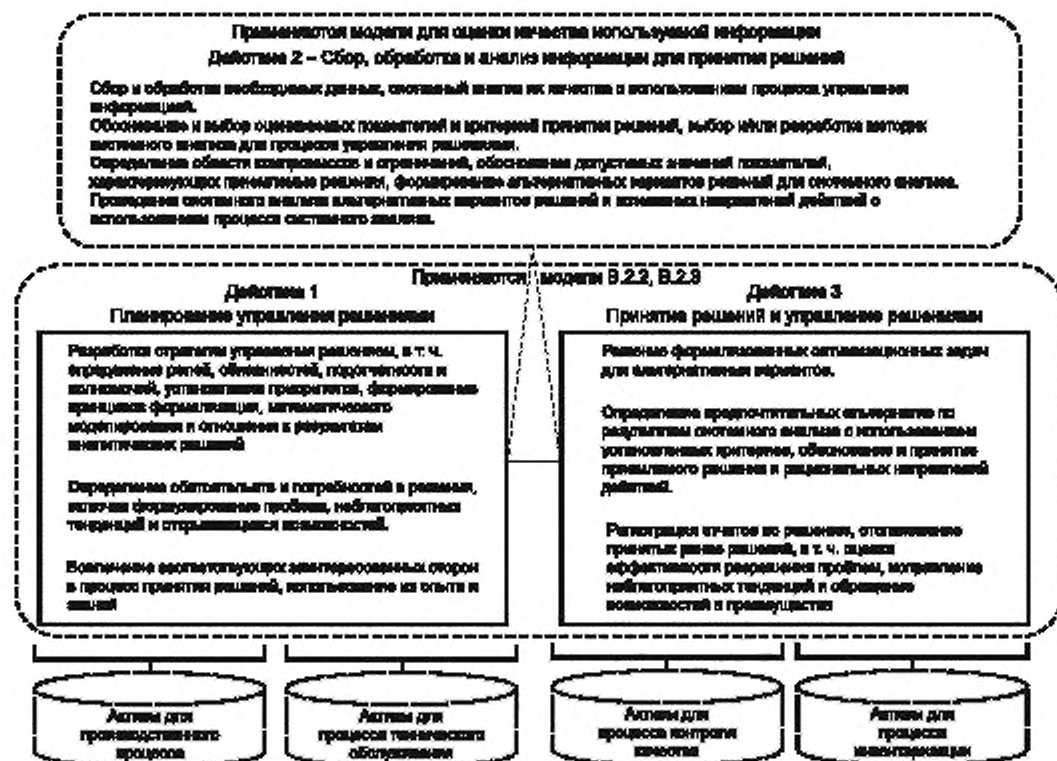 Применяются модели для оценки качества используемой информации
Действие 2 – Сбор, обработка и анализ информации для принятия решений
Сбор и обработка необходимых данных, системный анализ их качества с использованием процесса управления
информацией.
Обоснование и выбор оцениваемых показателей и критериев принятия решений, выбор и/или разработка методик
системного анализа для процесса управления решениями.
Определение области компромиссов и ограничений, обоснование допустимых значений показателей,
характеризующих приемлемые решения, формирование альтернативных вариантов решений для системного анализа.
Проведение системного анализа альтернативных вариантов решений и возможных направлений действий с
использованием процесса системного анализа.
Применяются модели В.2.2, В.2.3
Действие 1
Планирование управления решениями
Разработка стратегии управления решением, в т. ч.
определение ролей, обязанностей, подотчетности и
полномочий, установление приоритетов, формирование
принципов формализации, математического
моделирования и отношения к результатам
аналитических решений
Определение обстоятельств и потребностей в решении,
включая формулирование проблем, неблагоприятных
тенденций и открывающихся возможностей.
Вовлечение соответствующих заинтересованных сторон
в процесс принятия решений, использование их опыта и
знаний
Действие 3
Принятие решений и управление решениями
Решение формализованных оптимизационных задач
для альтернативных вариантов.
Определение предпочтительных альтернатив по
результатам системного анализа с использованием
установленных критериев, обоснование и принятие
приемлемого решения и рациональных направлений
действий.
Регистрация отчетов по решениям, отслеживание
принятых ранее решений, в т. ч. оценка
эффективности разрешения проблем, исправление
неблагоприятных тенденций и обращение
возможностей в преимущества
Активы для
производственного
процесса
Активы для
процесса технического
обслуживания
Активы для
процесса контроля
качества
Активы для
процесса
инвентаризации